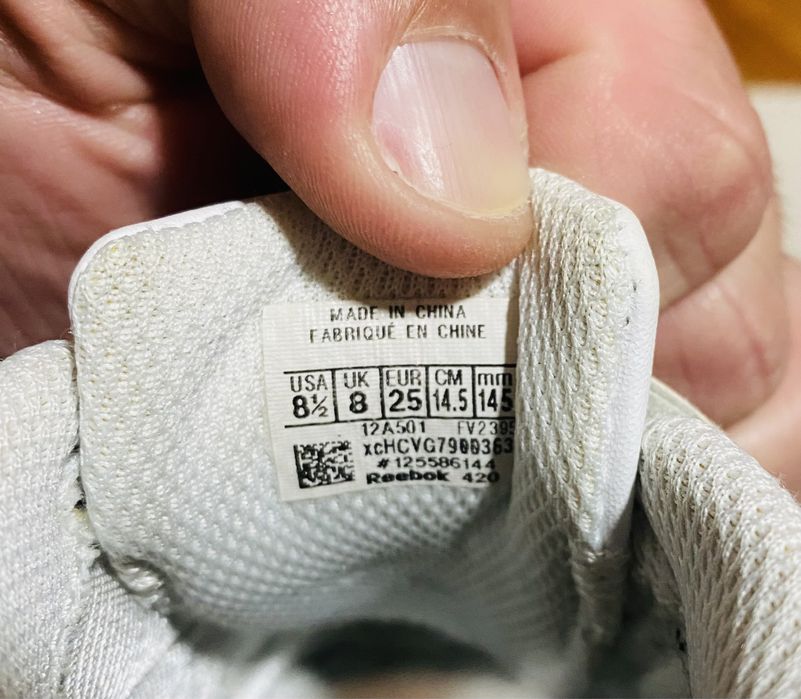 MADE IN CHINA
FABRIQUÉ EN CHINE
USA UK EUR CM mm
8½ 8 25 14.5 145
12A501 FV2395
xcHCVG7900363
#125586144
Reebok 420